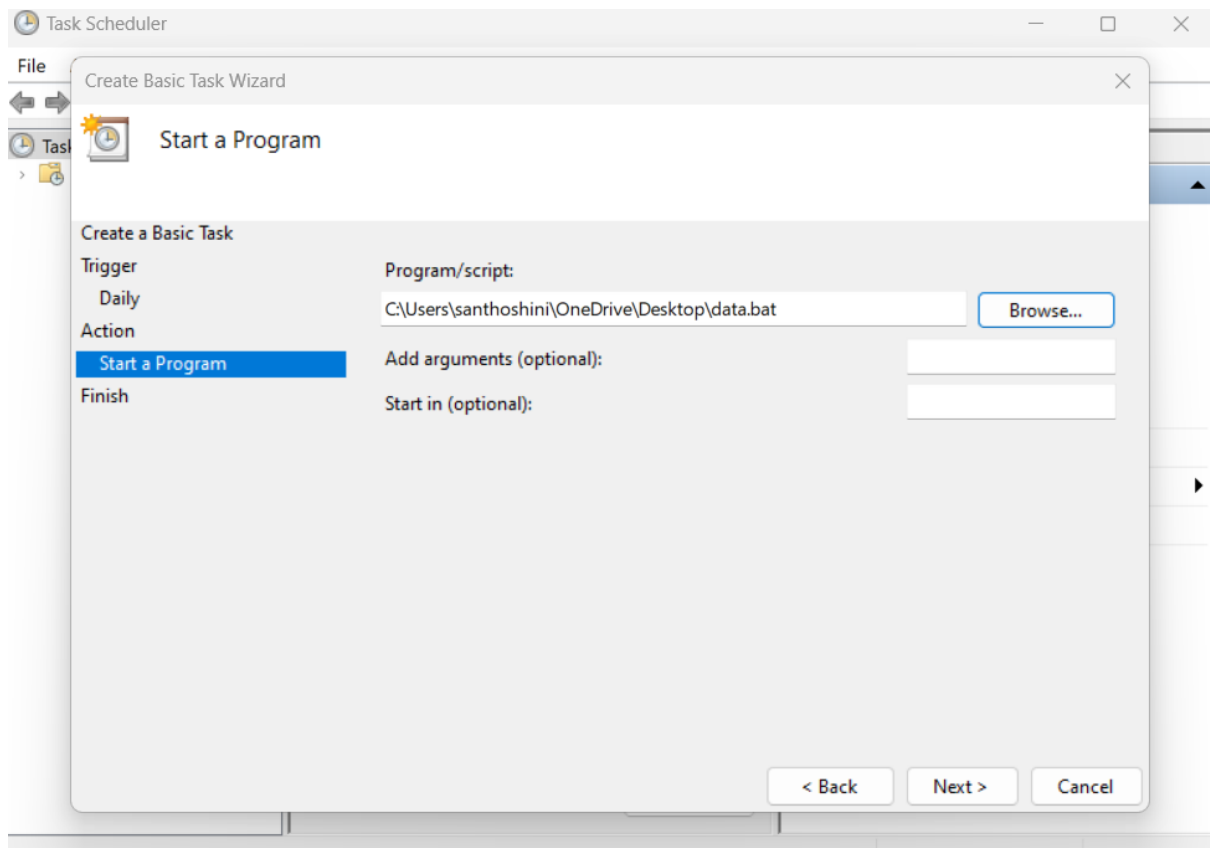 Task Scheduler
File
Create Basic Task Wizard
Task
Start a Program
Create a Basic Task
Trigger
Daily
Action
Start a Program
Finish
Program/script:
C:\Users\santhoshini\OneDrive\Desktop\data.bat
Browse...
Add arguments (optional):
Start in (optional):
< Back
Next >
Cancel